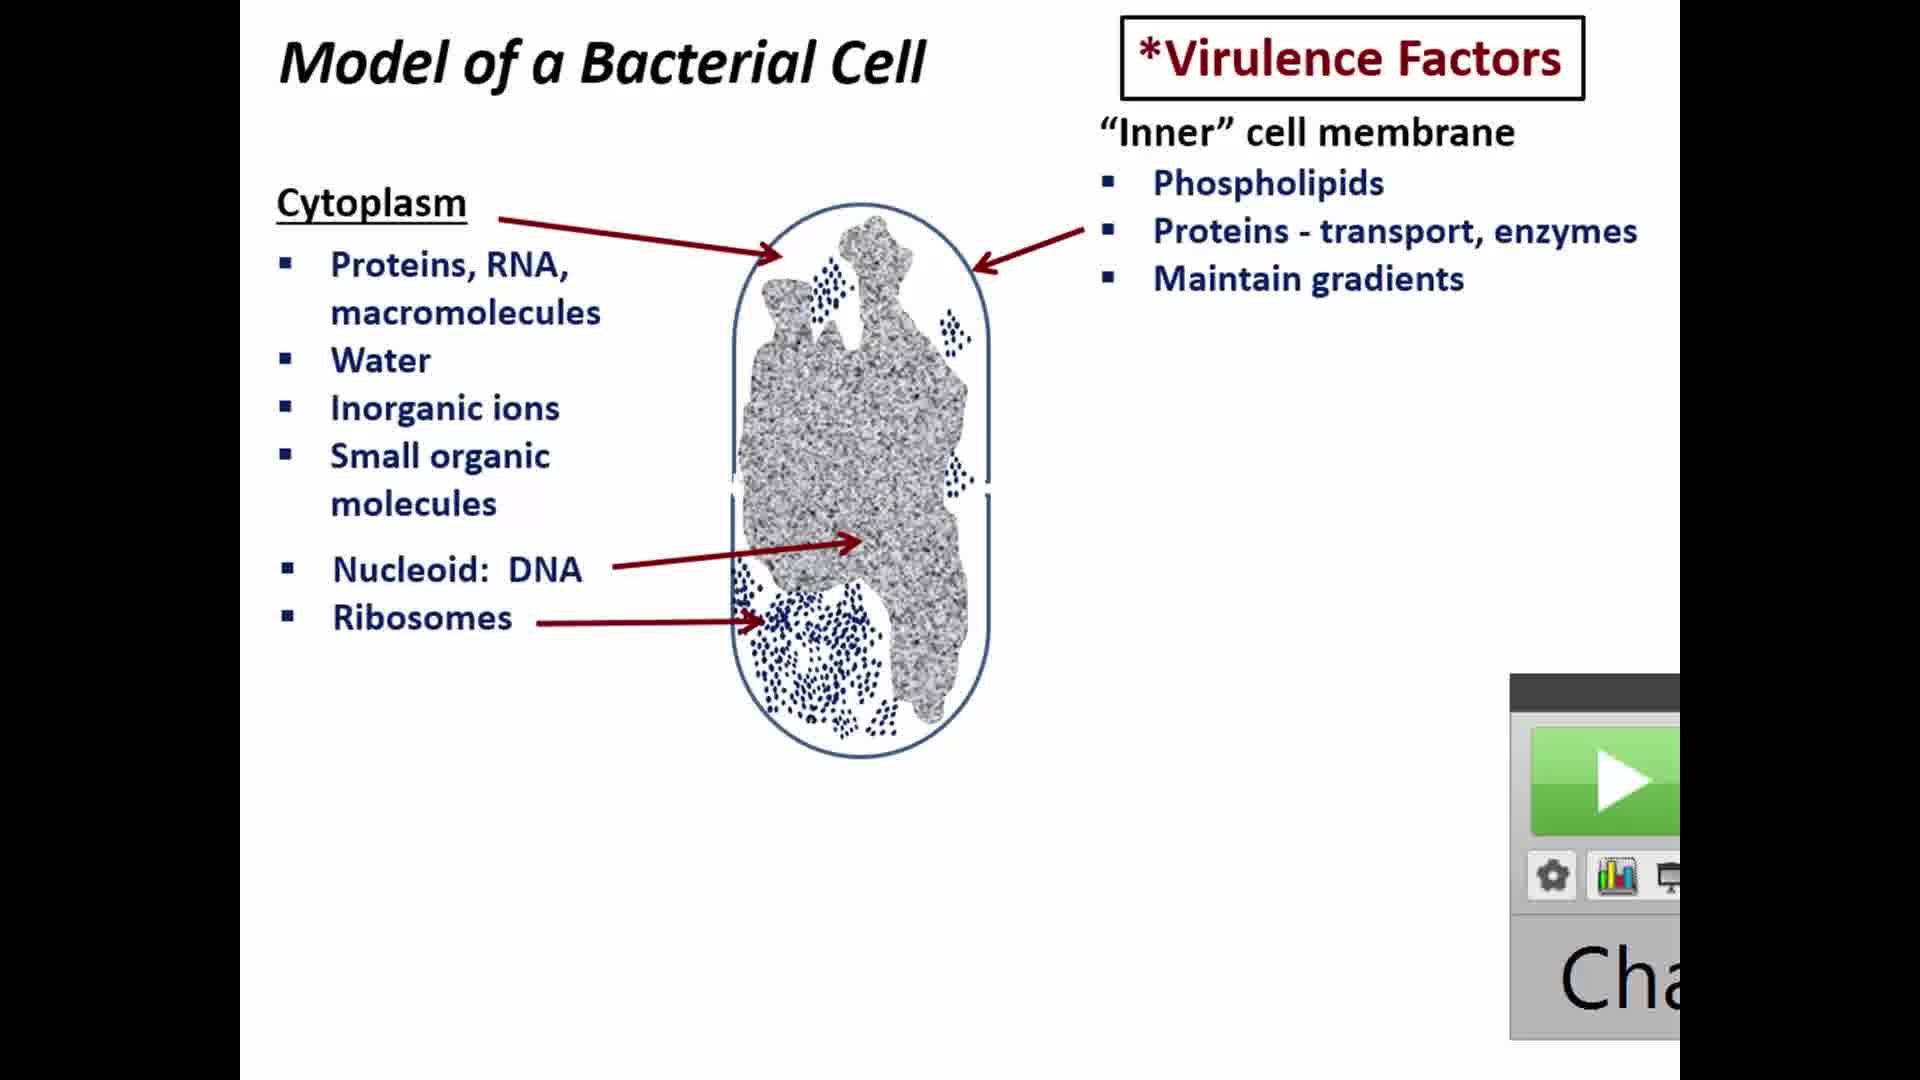 Model of a Bacterial Cell
*Virulence Factors
Cytoplasm
▪ Proteins, RNA,
macromolecules
▪ Water
▪ Inorganic ions
▪ Small organic
molecules
▪ Nucleoid: DNA
▪ Ribosomes
“Inner” cell membrane
▪ Phospholipids
▪ Proteins - transport, enzymes
▪ Maintain gradients